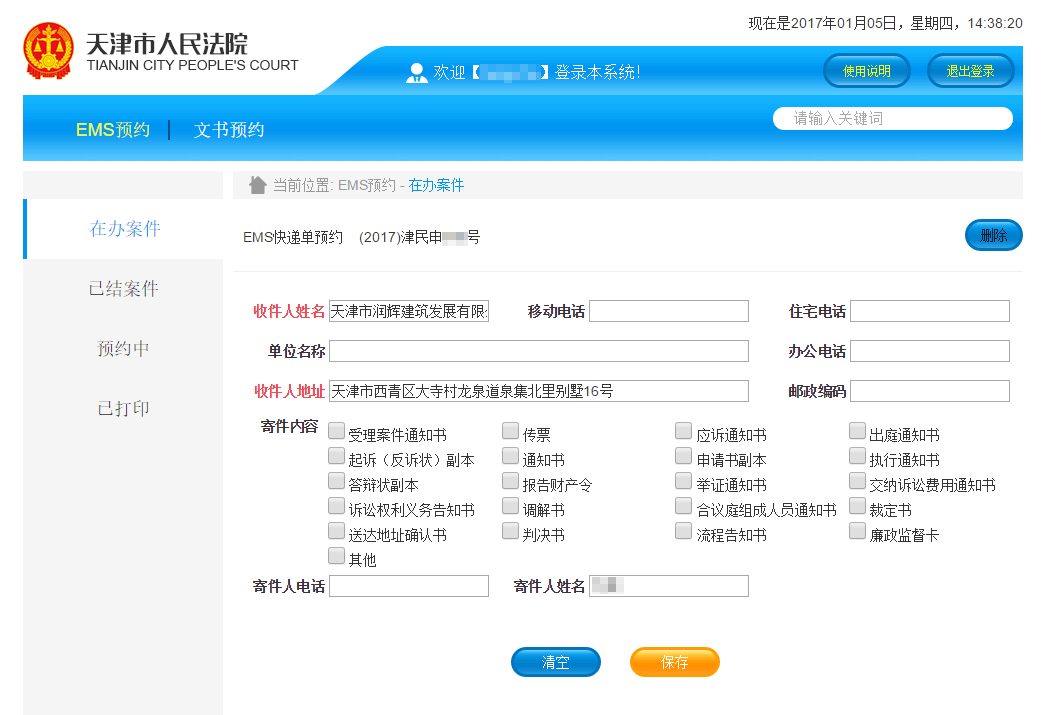 现在是2017年01月05日，星期四，14:38:20
天津市人民法院
TIANJIN CITY PEOPLE'S COURT
欢迎【】登录本系统!
使用说明 退出登录
EMS预约 | 文书预约
请输入关键词
当前位置: EMS预约 - 在办案件
在办案件
已结案件
预约中
已打印
EMS快递单预约 (2017)津民申号
删除
收件人姓名 天津市润辉建筑发展有限 移动电话 住宅电话
单位名称 办公电话
收件人地址 天津市西青区大寺村龙泉道泉集北里别墅16号 邮政编码
寄件内容
受理案件通知书 传票 应诉通知书 出庭通知书
起诉（反诉状）副本 通知书 申请书副本 执行通知书
答辩状副本 报告财产令 举证通知书 交纳诉讼费用通知书
诉讼权利义务告知书 调解书 合议庭组成人员通知书 裁定书
送达地址确认书 判决书 流程告知书 廉政监督卡
其他
寄件人电话 寄件人姓名
清空 保存